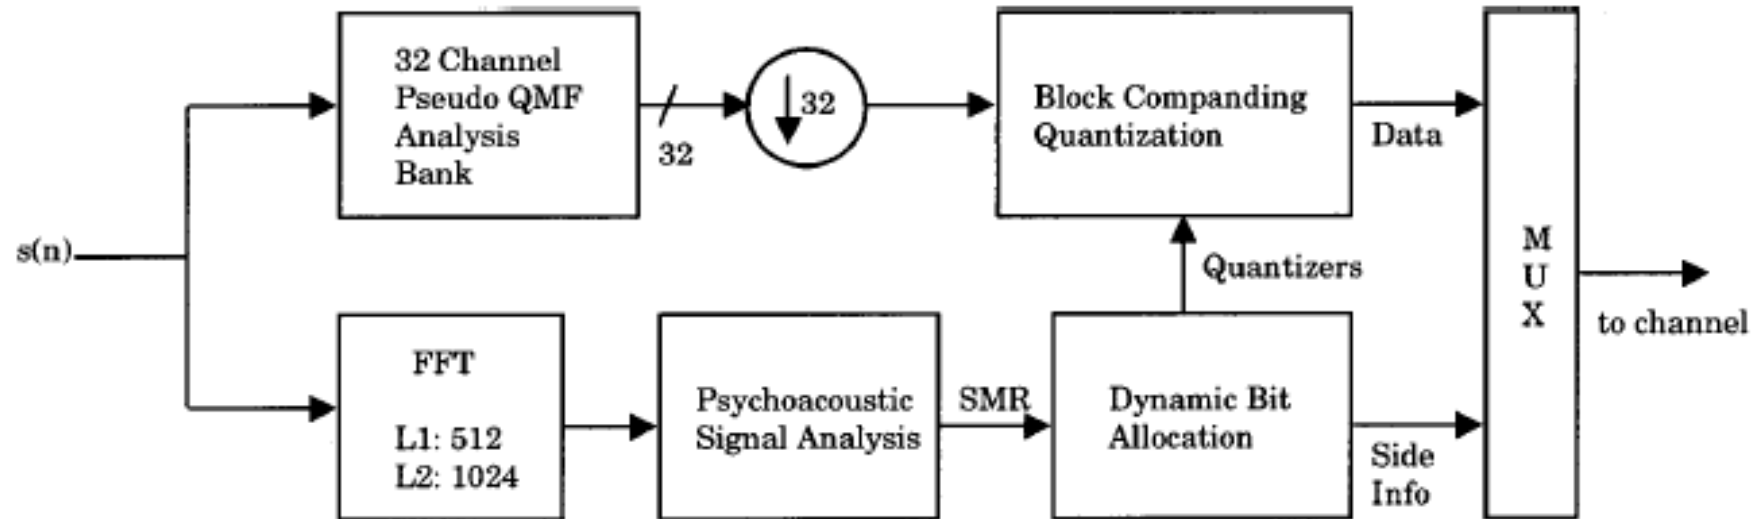 32 Channel
Pseudo QMF
Analysis
Bank
32
32
Block Companding
Quantization
Data
s(n)
Quantizers
M
U
X
to channel
FFT
L1: 512
L2: 1024
Psychoacoustic
Signal Analysis
SMR
Dynamic Bit
Allocation
Side
Info